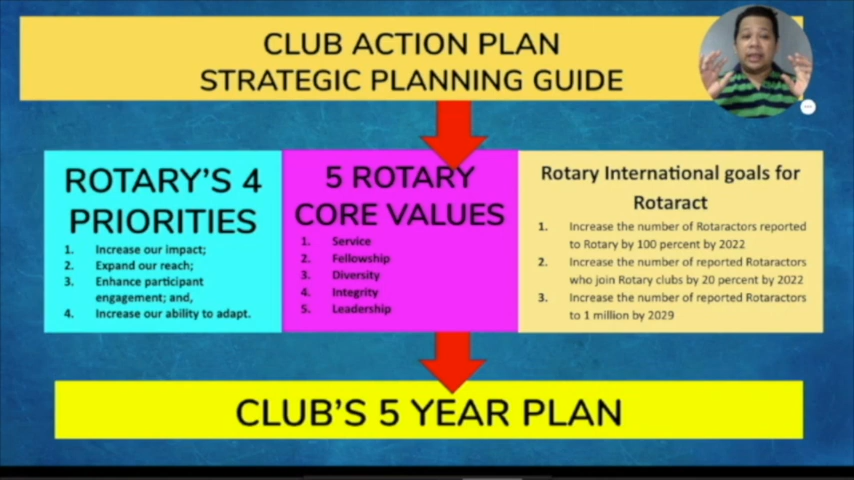 CLUB ACTION PLAN
STRATEGIC PLANNING GUIDE
ROTARY'S 4
PRIORITIES
1. Increase our impact;
2. Expand our reach;
3. Enhance participant
engagement; and,
4. Increase our ability to adapt.
5 ROTARY
CORE VALUES
1. Service
2. Fellowship
3. Diversity
4. Integrity
5. Leadership
Rotary International goals for
Rotaract
1. Increase the number of Rotaractors reported
to Rotary by 100 percent by 2022
2. Increase the number of reported Rotaractors
who join Rotary clubs by 20 percent by 2022
3. Increase the number of reported Rotaractors
to 1 million by 2029
CLUB'S 5 YEAR PLAN